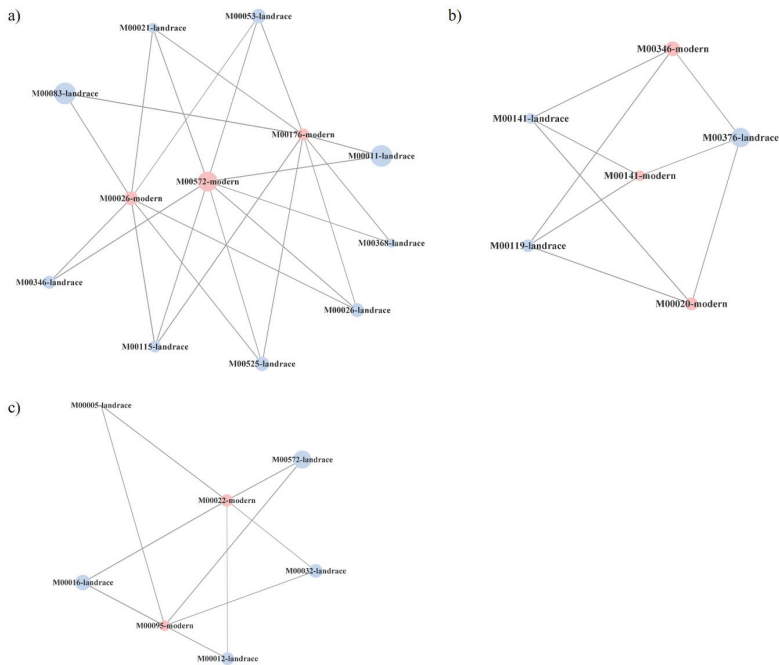 a)
M00053-landrace
M00021-landrace
M00083-landrace
M00176-modern
M00011-landrace
M00572-modern
M00026-modern
M00368-landrace
M00346-landrace
M00026-landrace
M00115-landrace
M00525-landrace
b)
M00346-modern
M00141-landrace
M00376-landrace
M00141-modern
M00119-landrace
M00020-modern
c)
M00005-landrace
M00572-landrace
M00022-modern
M00032-landrace
M00016-landrace
M00095-modern
M00012-landrace